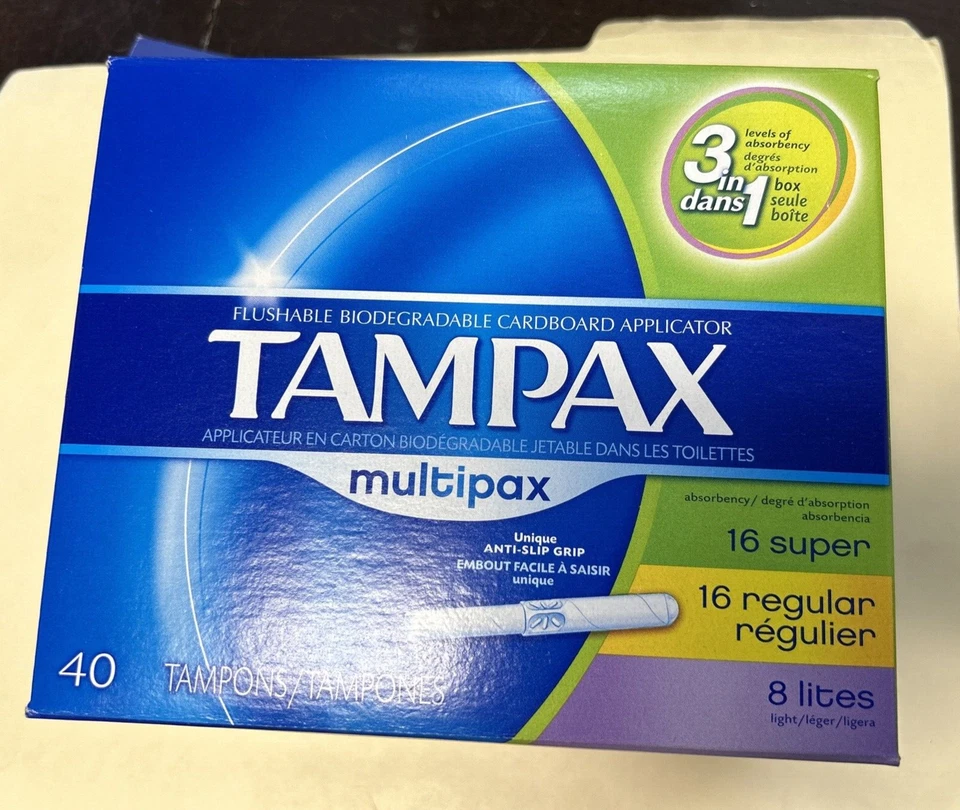 3 in dans 1
levels of
absorbency
degrés
d'absorption
box
seule
boîte
FLUSHABLE BIODEGRADABLE CARDBOARD APPLICATOR
TAMPAX
APPLICATEUR EN CARTON BIODÉGRADABLE JETABLE DANS LES TOILETTES
multipax
absorbency/ degré d'absorption
absorbencia
16 super
Unique
ANTI-SLIP GRIP
EMBOUT FACILE À SAISIR
unique
16 regular
régulier
8 lites
light/léger/ligera
40 TAMPONS/TAMPONES